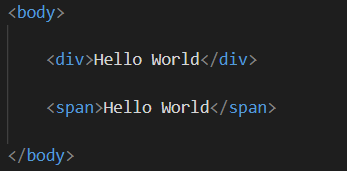 <body>
<div>Hello World</div>
<span>Hello World</span>
</body>